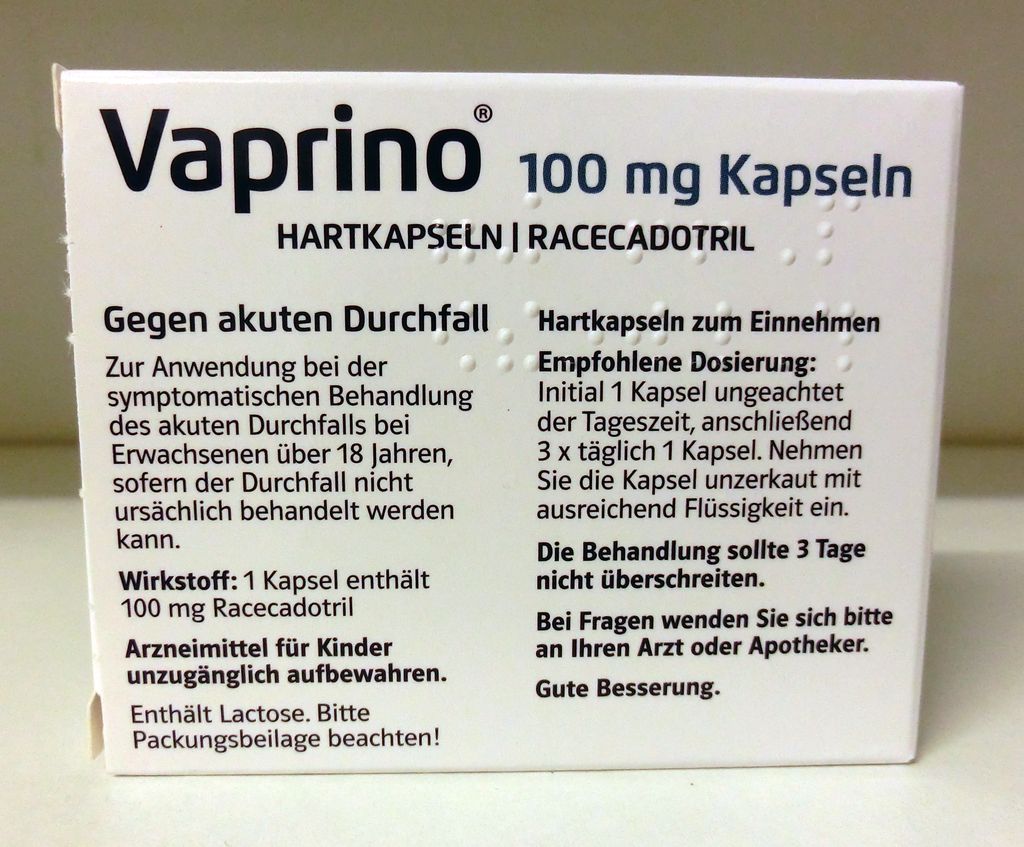 Vaprino® 100 mg Kapseln
HARTKAPSELN | RACECADOTRIL
Gegen akuten Durchfall
Zur Anwendung bei der
symptomatischen Behandlung
des akuten Durchfalls bei
Erwachsenen über 18 Jahren,
sofern der Durchfall nicht
ursächlich behandelt werden
kann.
Wirkstoff: 1 Kapsel enthält
100 mg Racecadotril
Arzneimittel für Kinder
unzugänglich aufbewahren.
Enthält Lactose. Bitte
Packungsbeilage beachten!
Hartkapseln zum Einnehmen
Empfohlene Dosierung:
Initial 1 Kapsel ungeachtet
der Tageszeit, anschließend
3 x täglich 1 Kapsel. Nehmen
Sie die Kapsel unzerkaut mit
ausreichend Flüssigkeit ein.
Die Behandlung sollte 3 Tage
nicht überschreiten.
Bei Fragen wenden Sie sich bitte
an Ihren Arzt oder Apotheker.
Gute Besserung.